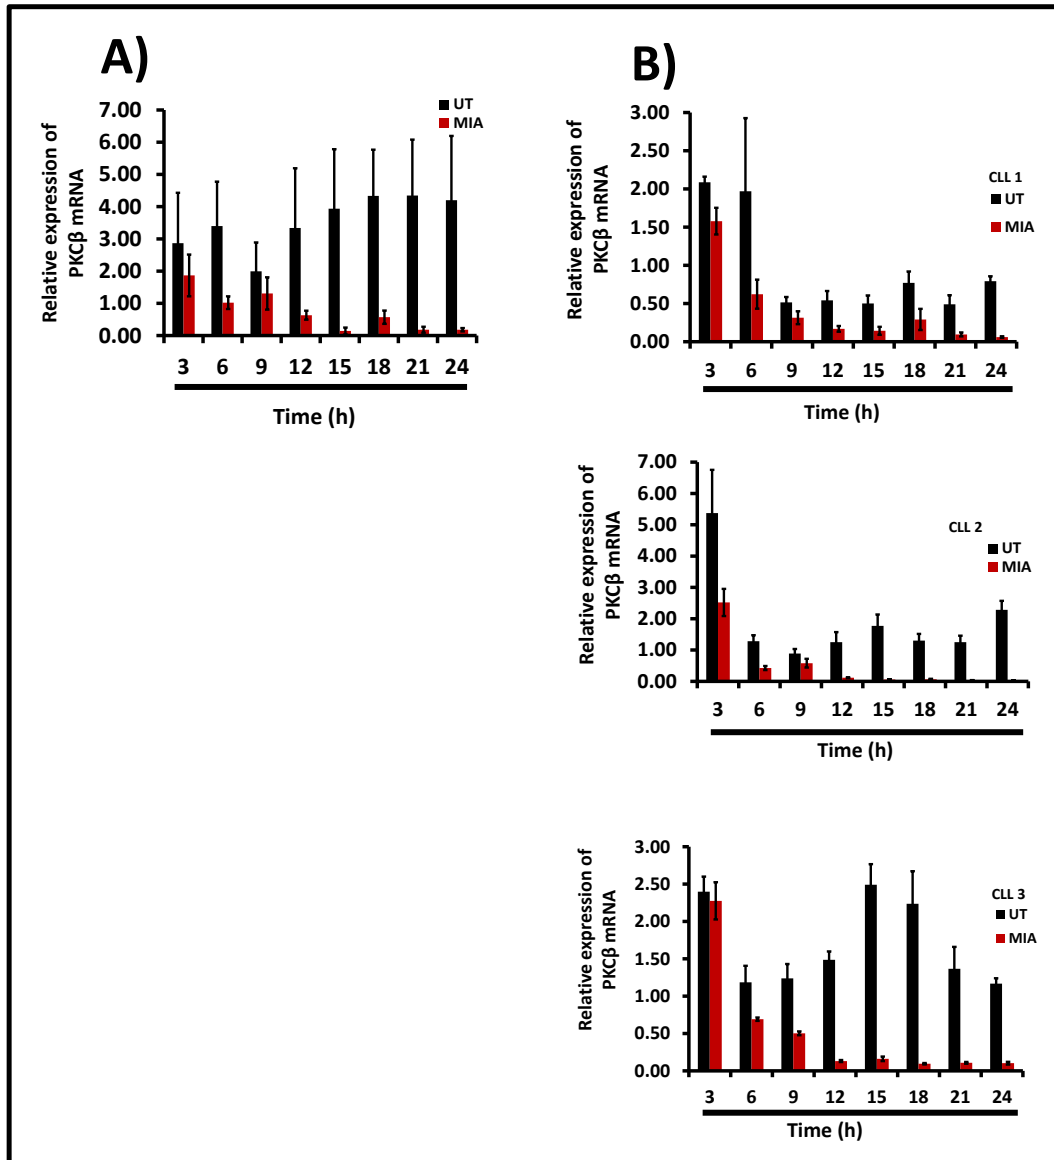 A)
Relative expression of
PKCβ mRNA
7.00
6.00
5.00
4.00
3.00
2.00
1.00
0.00
UT
MIA
3 6 9 12 15 18 21 24
Time (h)
B)
Relative expression of
PKCβ mRNA
3.00
2.50
2.00
1.50
1.00
0.50
0.00
CLL 1
UT
MIA
3 6 9 12 15 18 21 24
Time (h)
Relative expression of
PKCβ mRNA
7.00
6.00
5.00
4.00
3.00
2.00
1.00
0.00
CLL 2
UT
MIA
3 6 9 12 15 18 21 24
Time (h)
Relative expression of
PKCβ mRNA
3.00
2.50
2.00
1.50
1.00
0.50
0.00
CLL 3
UT
MIA
3 6 9 12 15 18 21 24
Time (h)